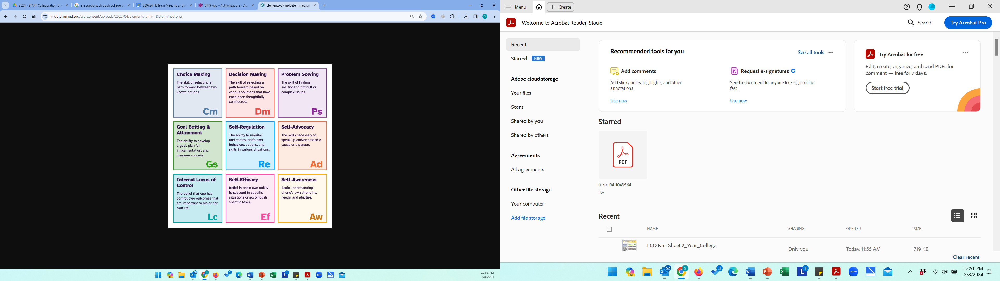 2024 - START Collaboration Dri
are supports through college d
020724 FE Team Meeting and A
BMS App - Authorizations - Ad
Elements-of-Im-Determined.pn
imdetermined.org/wp-content/uploads/2023/04/Elements-of-Im-Determined.png
Choice Making
The skill of selecting a
path forward between two
known options.
Cm
Decision Making
The skill of selecting a
path forward based on
various solutions that have
each been thoughtfully
considered.
Dm
Problem Solving
The skill of finding
solutions to difficult or
complex issues.
Ps
Goal Setting &
Attainment
The ability to develop
a goal, plan for
implementation, and
measure success.
Gs
Self-Regulation
The ability to monitor
and control one's own
behaviors, actions, and
skills in various situations.
Re
Self-Advocacy
The skills necessary to
speak up and/or defend a
cause or a person.
Ad
Internal Locus of
Control
The belief that one has
control over outcomes that
are important to his or her
own life.
Lc
Self-Efficacy
Belief in one's own ability
to succeed in specific
situations or accomplish
specific tasks.
Ef
Self-Awareness
Basic understanding
of one's own strengths,
needs, and abilities.
Aw
12:51 PM
2/8/2024
Menu
Create
Welcome to Acrobat Reader, Stacie
Search
Try Acrobat Pro
Recent
Starred NEW
Adobe cloud storage
Your files
Scans
Shared by you
Shared by others
Agreements
All agreements
Other file storage
Your computer
Add file storage
Recommended tools for you
See all tools
Add comments
Add sticky notes, highlights, and other
annotations.
Use now
Request e-signatures
Send a document to anyone to e-sign online
fast.
Use now
Try Acrobat for free
Edit, create, organize, and send PDFs for
comment — free for 7 days.
Start free trial
Starred
PDF
fresc-04-1043564
PDF
Recent
NAME SHARING OPENED SIZE
LCO Fact Sheet 2_Year_College
Only you Today, 11:55 AM 719 KB
Clear recent
12:51 PM
2/8/2024